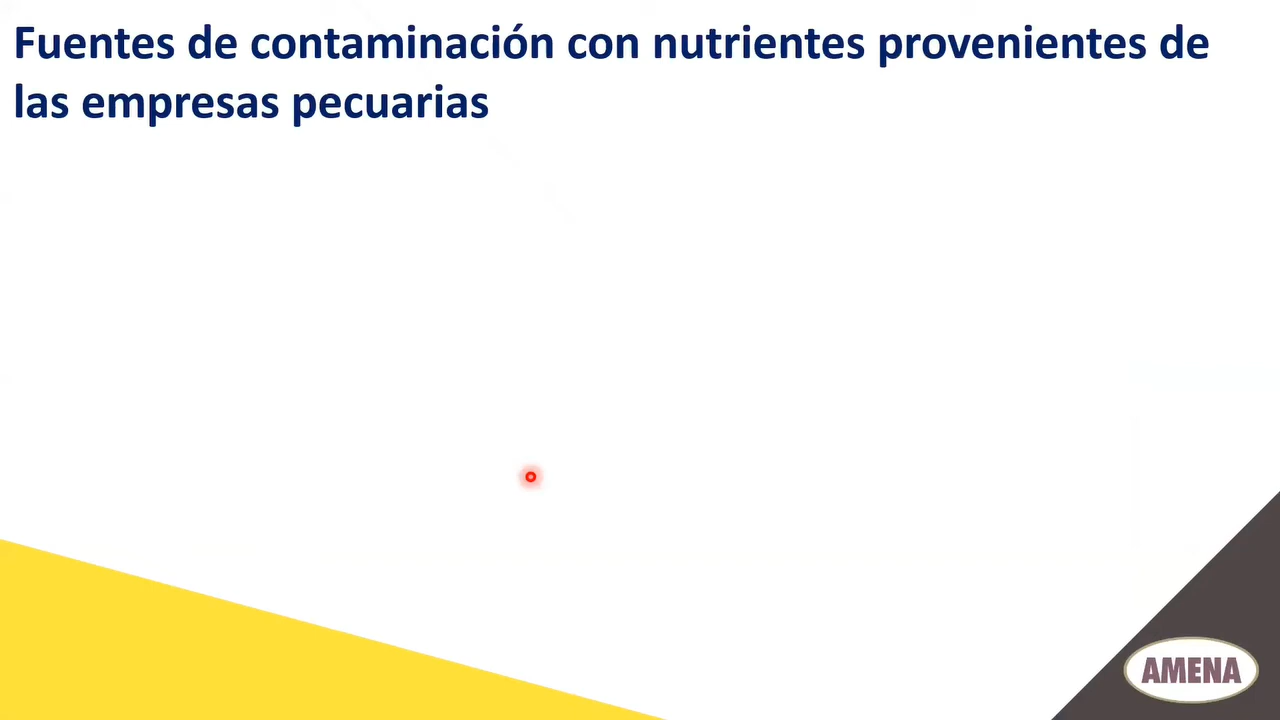 Fuentes de contaminación con nutrientes provenientes de
las empresas pecuarias
AMENA